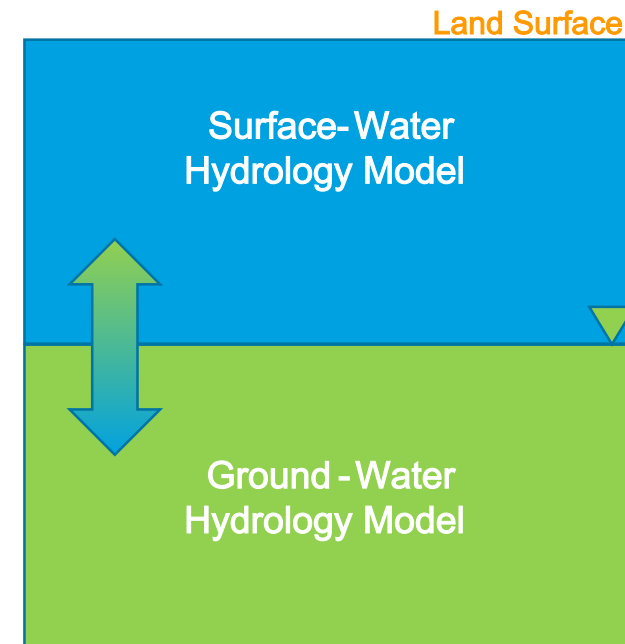 Land Surface
Surface-Water
Hydrology Model
Ground-Water
Hydrology Model